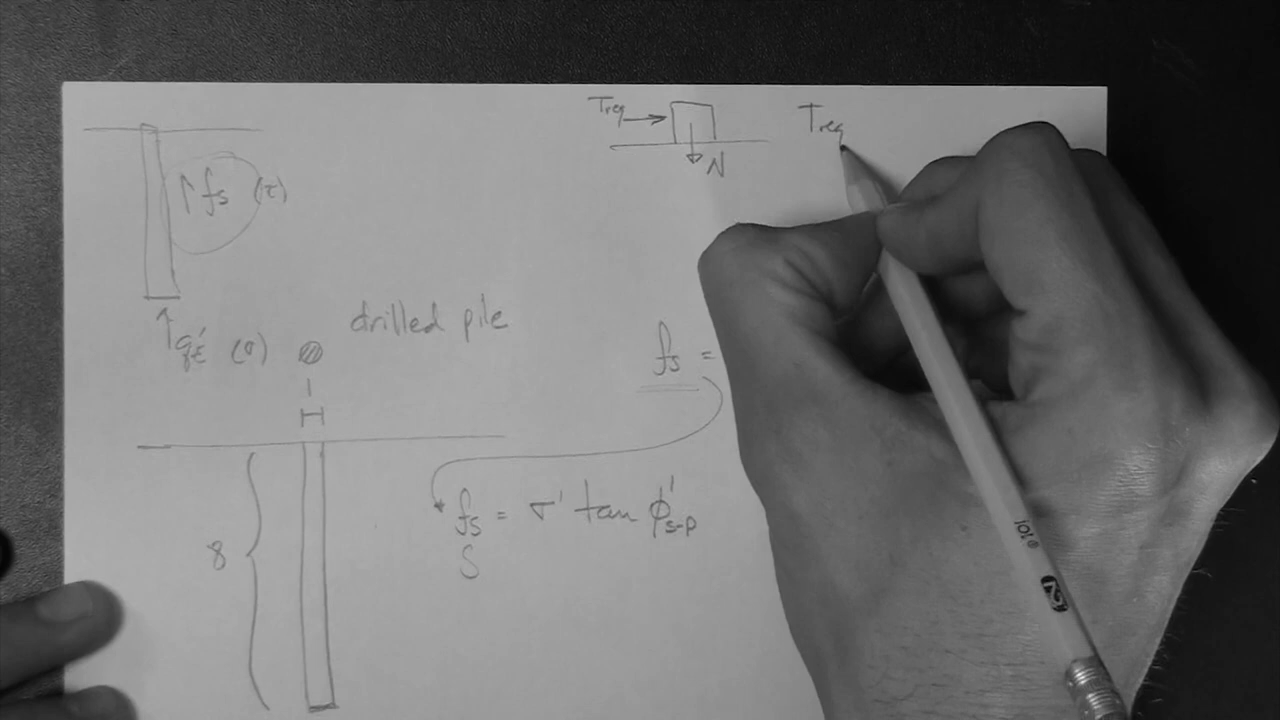 Treq
N
Treq
fs (τ)
q't (σ)
drilled pile
fs =
8
fs = σ' tan φ's-p
S